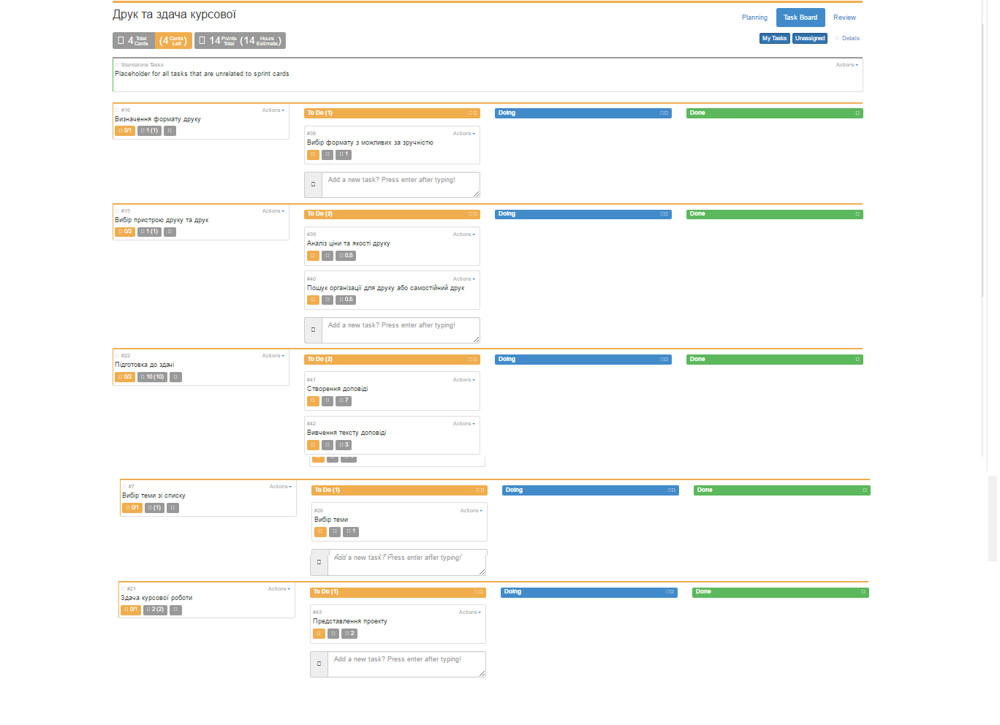 Друк та здача курсової
Planning
Task Board
Review
4 Total Cards (4 Cards Left)
14 Points Total (14 Hours Estimate)
My Tasks
Unassigned
Details
Standalone Tasks
Actions
Placeholder for all tasks that are unrelated to sprint cards
#16
Actions
Визначення формату друку
0/1
1 (1)
To Do (1)
Doing
Done
#38
Actions
Вибір формату з можливих за зручністю
1
Add a new task? Press enter after typing!
#15
Actions
Вибір пристрою друку та друк
0/2
1 (1)
To Do (2)
Doing
Done
#39
Actions
Аналіз ціни та якості друку
0.5
#40
Actions
Пошук організації для друку або самостійний друк
0.5
Add a new task? Press enter after typing!
#22
Actions
Підготовка до здачі
0/2
10 (10)
To Do (2)
Doing
Done
#41
Actions
Створення доповіді
7
#42
Actions
Вивчення тексту доповіді
3
#7
Actions
Вибір теми зі списку
0/1
(1)
To Do (1)
Doing
Done
#26
Actions
Вибір теми
1
Add a new task? Press enter after typing!
#21
Actions
Здача курсової роботи
0/1
2 (2)
To Do (1)
Doing
Done
#43
Actions
Представлення проекту
2
Add a new task? Press enter after typing!